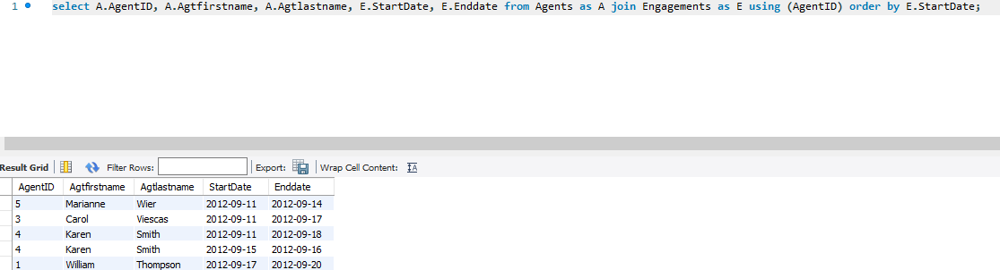 1 select A.AgentID, A.Agtfirstname, A.Agtlastname, E.StartDate, E.Enddate from Agents as A join Engagements as E using (AgentID) order by E.StartDate;
Result Grid Filter Rows: Export: Wrap Cell Content: IA
AgentID Agtfirstname Agtlastname StartDate Enddate
5 Marianne Wier 2012-09-11 2012-09-14
3 Carol Viescas 2012-09-11 2012-09-17
4 Karen Smith 2012-09-11 2012-09-18
4 Karen Smith 2012-09-15 2012-09-16
1 William Thompson 2012-09-17 2012-09-20